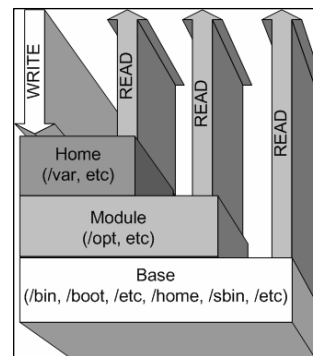 WRITE
READ
READ
READ
Home
(/var, etc)
Module
(/opt, etc)
Base
(/bin, /boot, /etc, /home, /sbin, /etc)